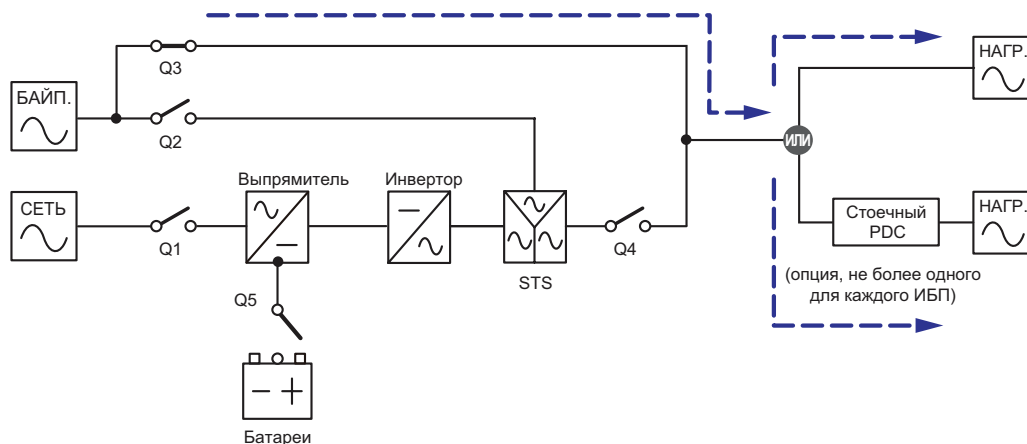 Q3
НАГР.
БАЙП.
Q2
ИЛИ
СЕТЬ
Выпрямитель
Инвертор
Стоечный
PDC
НАГР.
Q1
Q4
STS
(опция, не более одного
для каждого ИБП)
Q5
Батареи